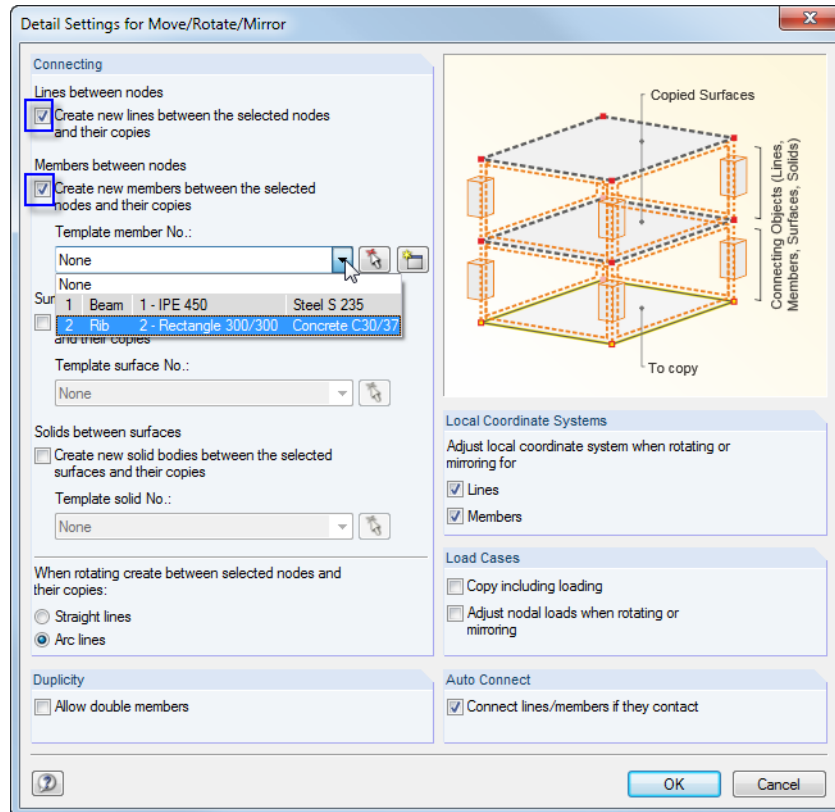 Detail Settings for Move/Rotate/Mirror
x
Connecting
Lines between nodes
Create new lines between the selected nodes
and their copies
Members between nodes
Create new members between the selected
nodes and their copies
Template member No.:
None
None
1 Beam 1 - IPE 450 Steel S 235
2 Rib 2 - Rectangle 300/300 Concrete C30/37
Sur
and their copies
Template surface No.:
None
Solids between surfaces
Create new solid bodies between the selected
surfaces and their copies
Template solid No.:
None
When rotating create between selected nodes and
their copies:
Straight lines
Arc lines
Duplicity
Allow double members
Copied Surfaces
Connecting Objects (Lines,
Members, Surfaces, Solids)
To copy
Local Coordinate Systems
Adjust local coordinate system when rotating or
mirroring for
Lines
Members
Load Cases
Copy including loading
Adjust nodal loads when rotating or
mirroring
Auto Connect
Connect lines/members if they contact
?
OK
Cancel